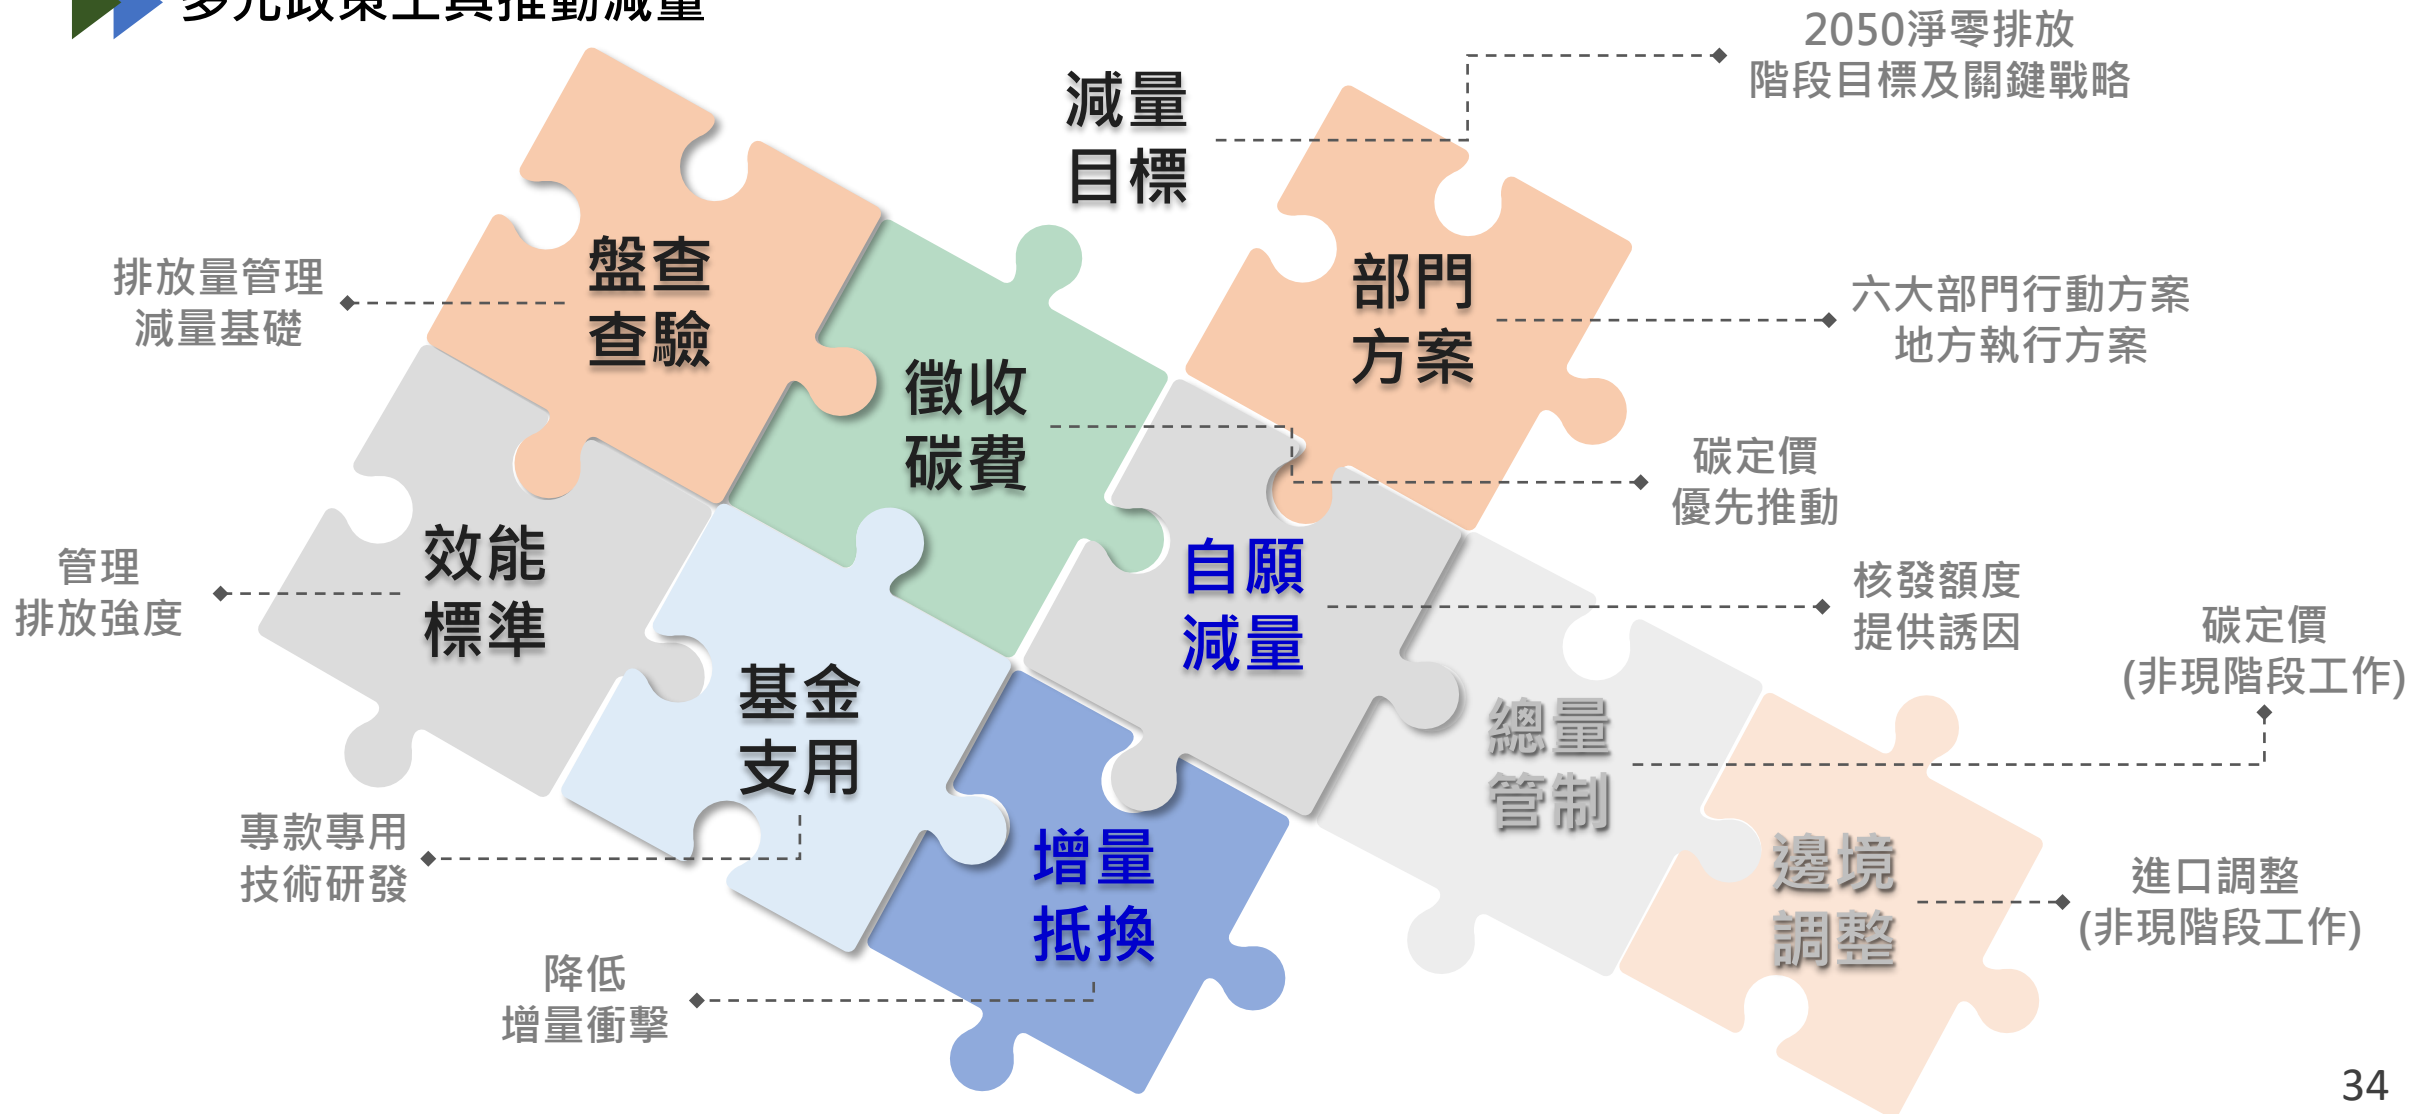 多元政策工具推動減量
2050淨零排放
階段目標及關鍵戰略
減量
目標
盤查
查驗
排放量管理
減量基礎
部門
方案
六大部門行動方案
地方執行方案
徵收
碳費
碳定價
優先推動
效能
標準
管理
排放強度
自願
減量
核發額度
提供誘因
基金
支用
專款專用
技術研發
總量
管制
碳定價
(非現階段工作)
增量
抵換
降低
增量衝擊
邊境
調整
進口調整
(非現階段工作)
34